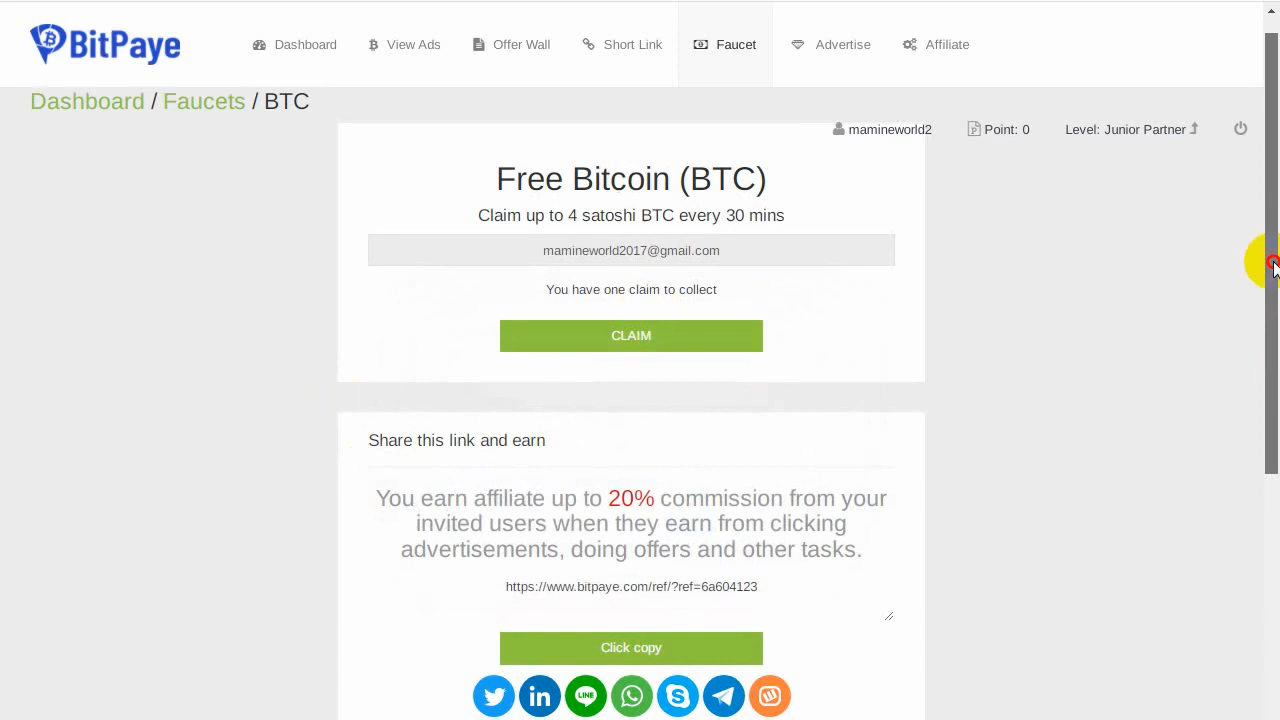 BitPaye
Dashboard
View Ads
Offer Wall
Short Link
Faucet
Advertise
Affiliate
Dashboard / Faucets / BTC
mamineworld2
Point: 0
Level: Junior Partner
Free Bitcoin (BTC)
Claim up to 4 satoshi BTC every 30 mins
mamineworld2017@gmail.com
You have one claim to collect
CLAIM
Share this link and earn
You earn affiliate up to 20% commission from your
invited users when they earn from clicking
advertisements, doing offers and other tasks.
https://www.bitpaye.com/ref/?ref=6a604123
Click copy